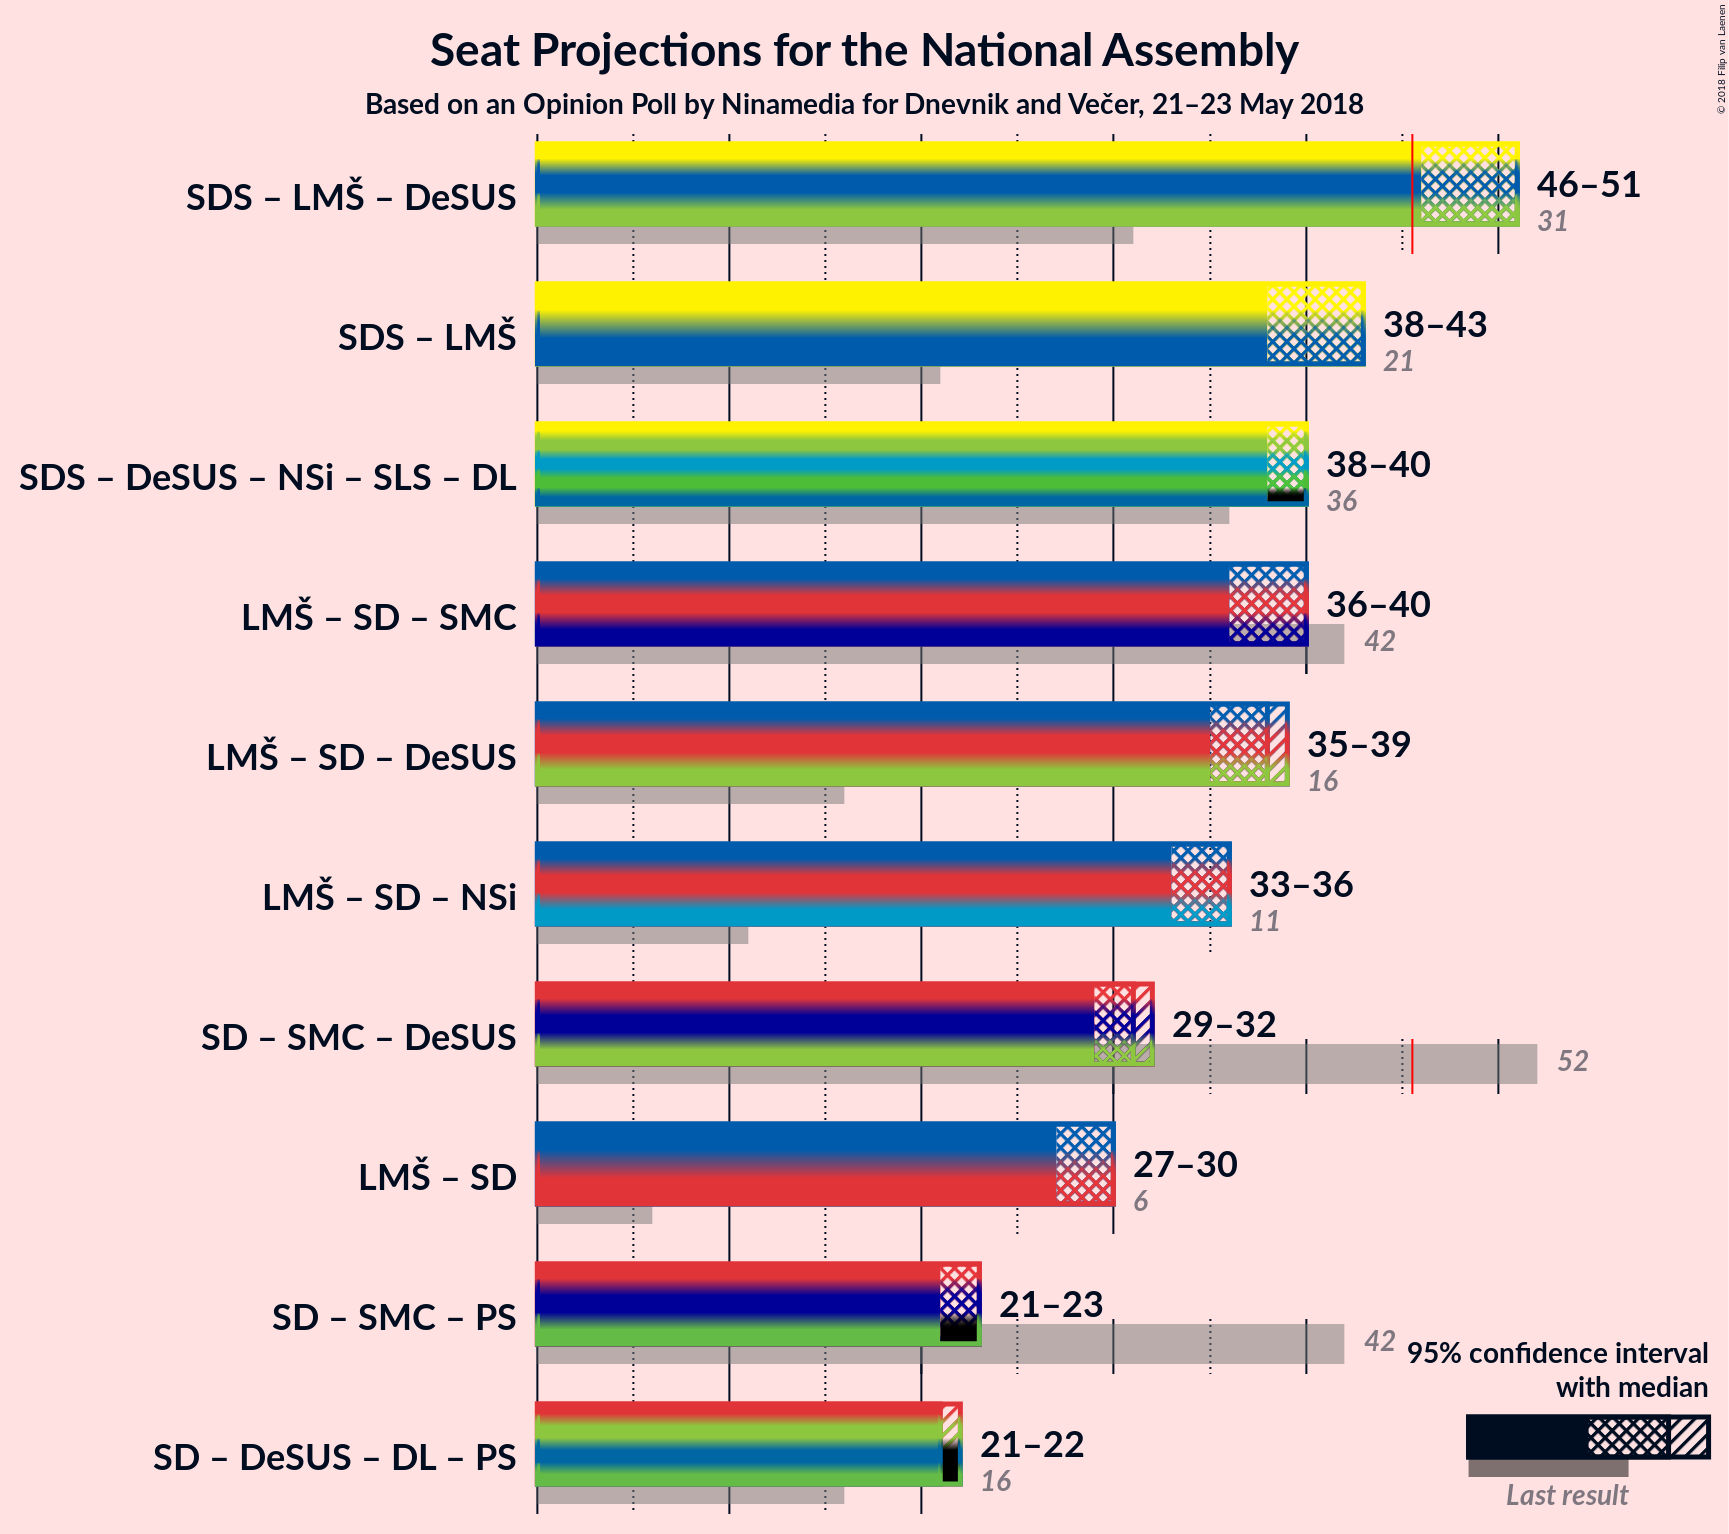 Seat Projections for the National Assembly
Based on an Opinion Poll by Ninamedia for Dnevnik and Večer, 21–23 May 2018
© 2018 Filip van Laenen
SDS – LMŠ – DeSUS
46–51
31
SDS – LMŠ
38–43
21
SDS – DeSUS – NSi – SLS – DL
38–40
36
LMŠ – SD – SMC
36–40
42
LMŠ – SD – DeSUS
35–39
16
LMŠ – SD – NSi
33–36
11
SD – SMC – DeSUS
29–32
52
LMŠ – SD
27–30
6
SD – SMC – PS
21–23
42
SD – DeSUS – DL – PS
21–22
16
95% confidence interval
with median
Last result